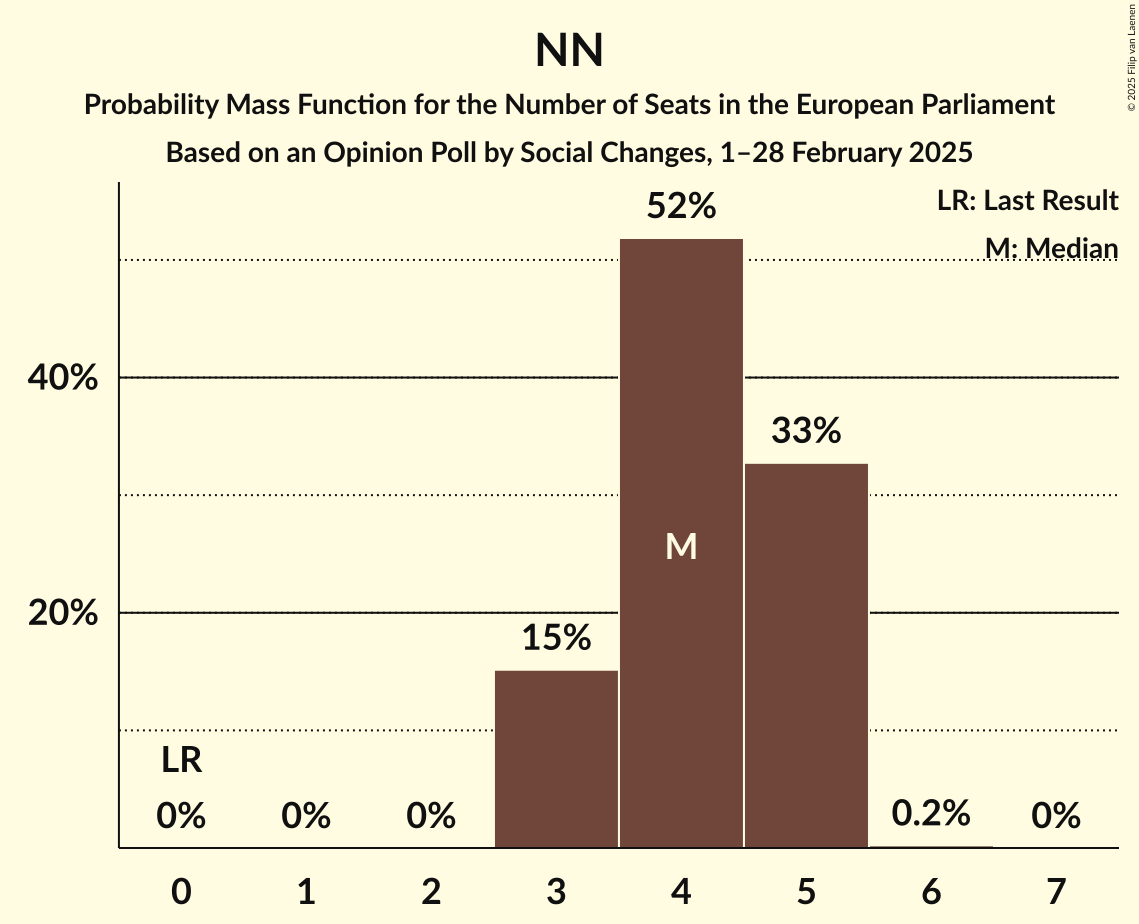 NN
Probability Mass Function for the Number of Seats in the European Parliament
Based on an Opinion Poll by Social Changes, 1–28 February 2025
© 2025 Filip van Laenen
LR: Last Result
M: Median
52%
40%
33%
M
20%
15%
LR
0%
0%
0%
0.2%
0%
0
1
2
3
4
5
6
7